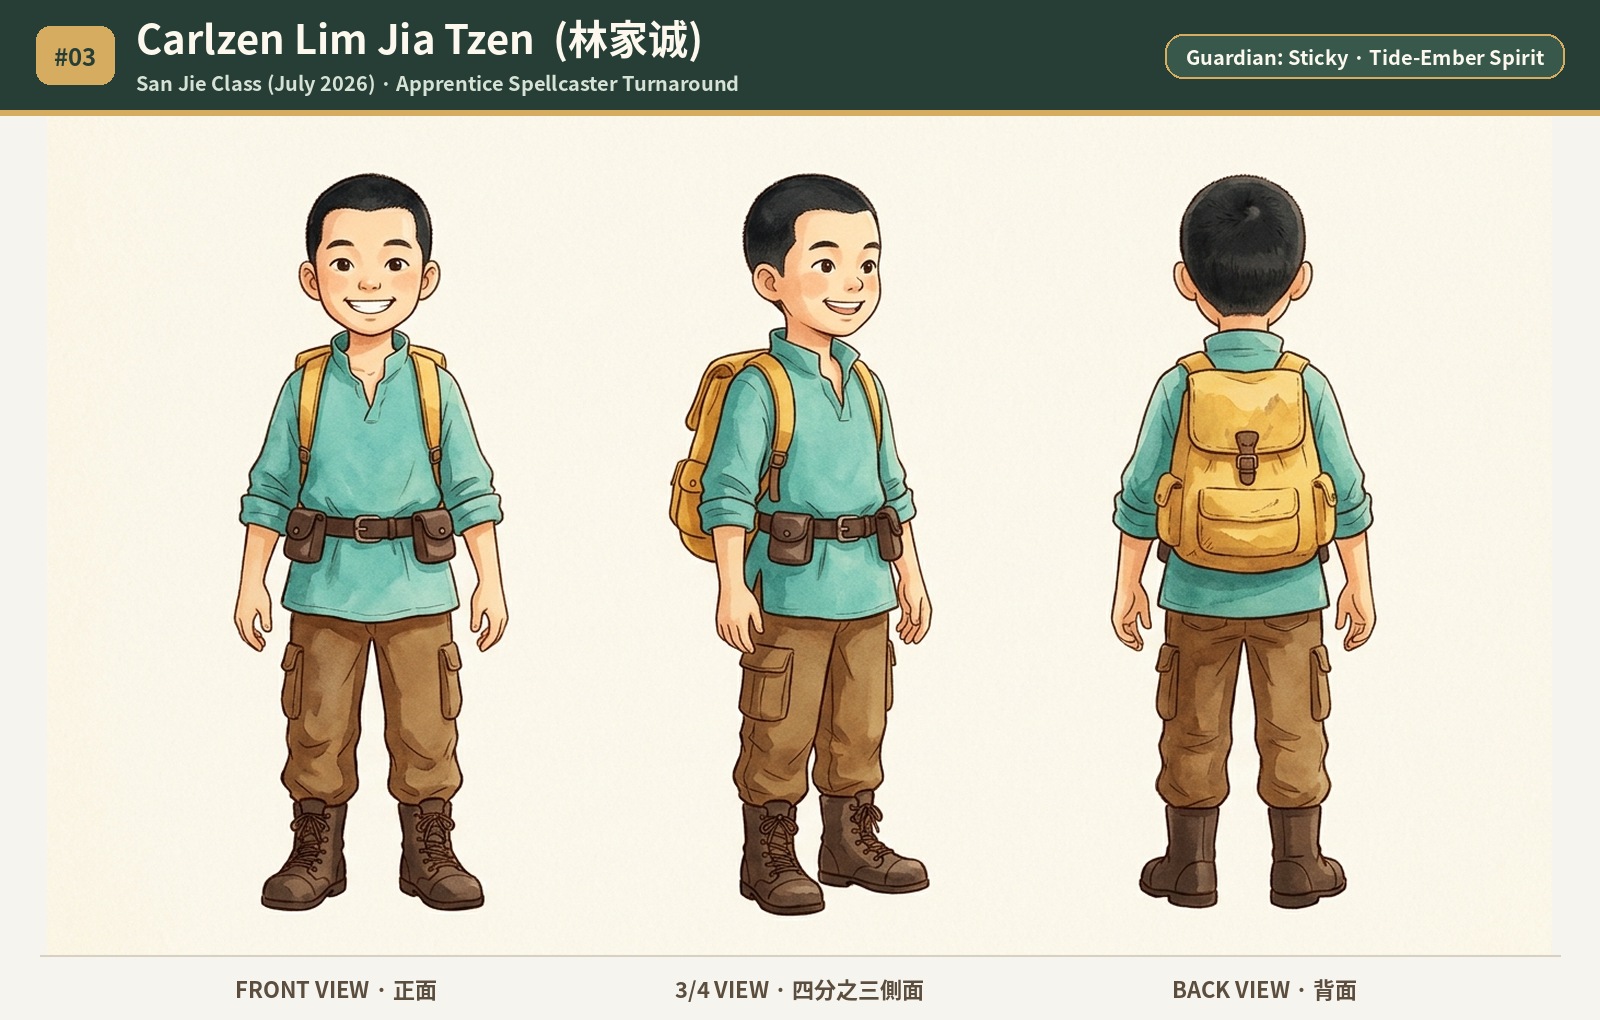 #03
Carlzen Lim Jia Tzen (林家诚)
San Jie Class (July 2026) · Apprentice Spellcaster Turnaround
Guardian: Sticky · Tide-Ember Spirit
FRONT VIEW · 正面
3/4 VIEW · 四分之三側面
BACK VIEW · 背面